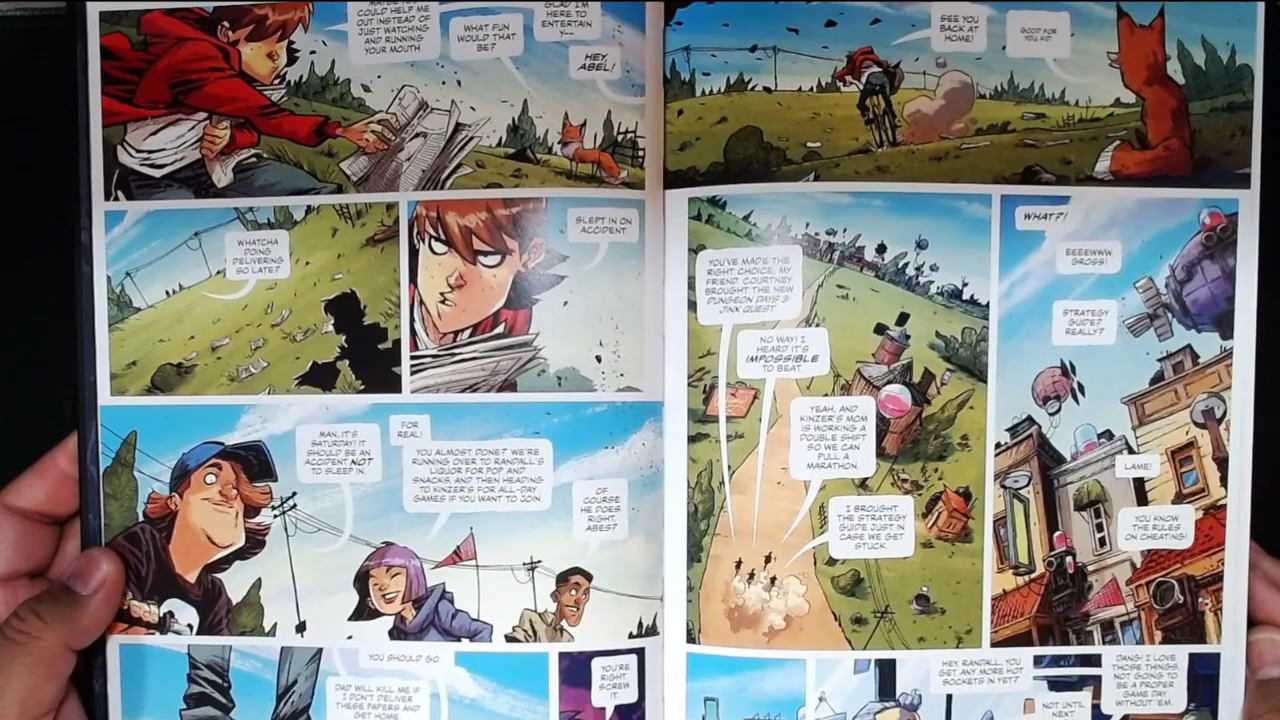 COULD HELP ME
OUT INSTEAD OF
JUST WATCHING
AND RUNNING
YOUR MOUTH
WHAT FUN
WOULD THAT
BE?
GLAD I'M
HERE TO
ENTERTAIN
Y--
HEY,
ABEL!
WHATCHA
DOING
DELIVERING
SO LATE?
SLEPT IN ON
ACCIDENT.
MAN, IT'S
SATURDAY! IT
SHOULD BE AN
ACCIDENT NOT
TO SLEEP IN.
FOR
REAL!
YOU ALMOST DONE? WE'RE
RUNNING OVER TO RANDALL'S
LIQUOR FOR POP AND
SNACKS, AND THEN HEADING
TO KINZER'S FOR ALL-DAY
GAMES IF YOU WANT TO JOIN.
OF
COURSE
HE DOES.
RIGHT,
ABES?
YOU SHOULD GO.
DAD WILL KILL ME IF
I DON'T DELIVER
THESE PAPERS AND
GET HOME
YOU'RE
RIGHT.
SCREW
IT.
SEE YOU
BACK AT
HOME!
GOOD FOR
YOU, KID.
YOU'VE MADE THE
RIGHT CHOICE, MY
FRIEND. COURTNEY
BROUGHT THE NEW
DUNGEON DAYS 3:
JINX QUEST.
NO WAY! I
HEARD IT'S
IMPOSSIBLE
TO BEAT.
YEAH, AND
KINZER'S MOM
IS WORKING A
DOUBLE SHIFT
SO WE CAN
PULL A
MARATHON.
I BROUGHT
THE STRATEGY
GUIDE JUST IN
CASE WE GET
STUCK.
WHAT?!
EEEEWWW,
GROSS!
STRATEGY
GUIDE?
REALLY?
LAME!
YOU KNOW
THE RULES
ON CHEATING!
HEY, RANDALL, YOU
GET ANY MORE HOT
SOCKETS IN YET?
NOT UNTIL
NEXT
DANG! I LOVE
THOSE THINGS.
NOT GOING TO
BE A PROPER
GAME DAY
WITHOUT 'EM.